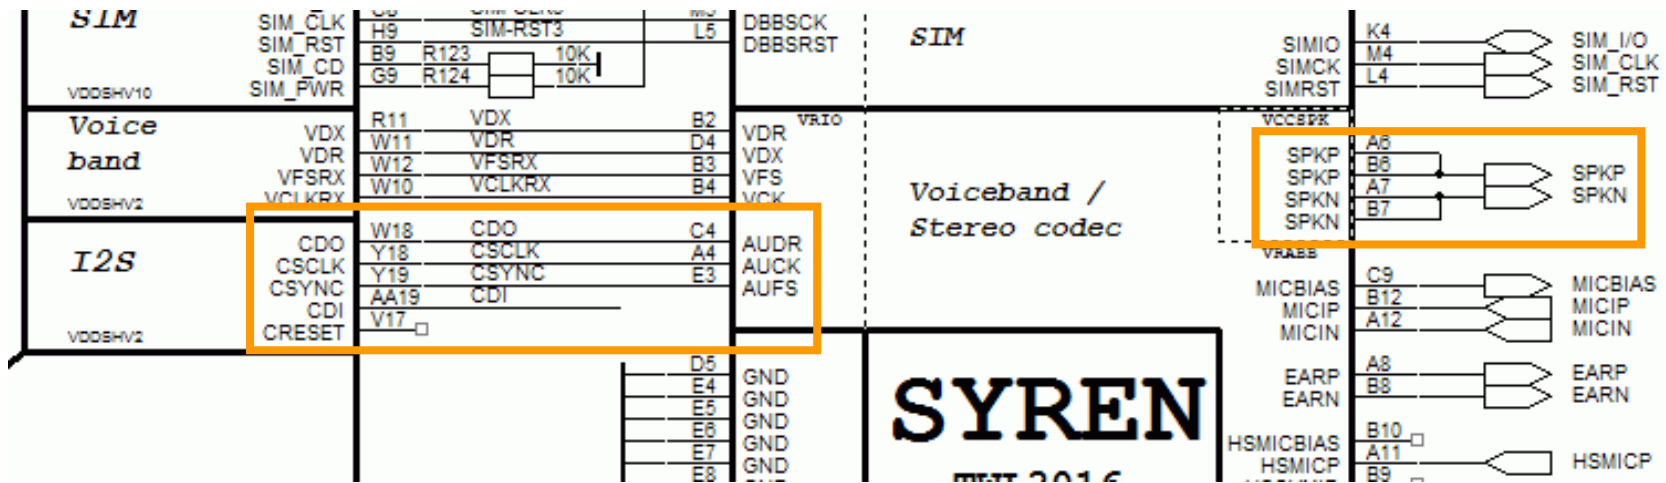 SIM
SIM_CLK H9 SIM-RST3 L5 DBBSCK
SIM_RST B9 R123 10K DBBSRST
SIM_CD G9 R124 10K
SIM_PWR
VDDSHV10
SIM
SIMIO K4 SIM_I/O
SIMCK M4 SIM_CLK
SIMRST L4 SIM_RST
Voice
band
VDX R11 VDX B2 VDR
VDR W11 VDR D4 VDX
VFSRX W12 VFSRX B3 VFS
VCLKRX W10 VCLKRX B4 VCK
VDDSHV2
VRIO
Voiceband /
Stereo codec
VCCSPK
SPKP A6
SPKP B6 SPKP
SPKN A7 SPKN
SPKN B7
VRABB
I2S
CDO W18 CDO C4 AUDR
CSCLK Y18 CSCLK A4 AUCK
CSYNC Y19 CSYNC E3 AUFS
CDI AA19 CDI
CRESET V17
VDDSHV2
MICBIAS C9 MICBIAS
MICIP B12 MICIP
MICIN A12 MICIN
D5 GND
E4 GND
E5 GND
E6 GND
E7 GND
E8
SYREN
EARP A8 EARP
EARN B8 EARN
HSMICBIAS B10
HSMICP A11 HSMICP
B9